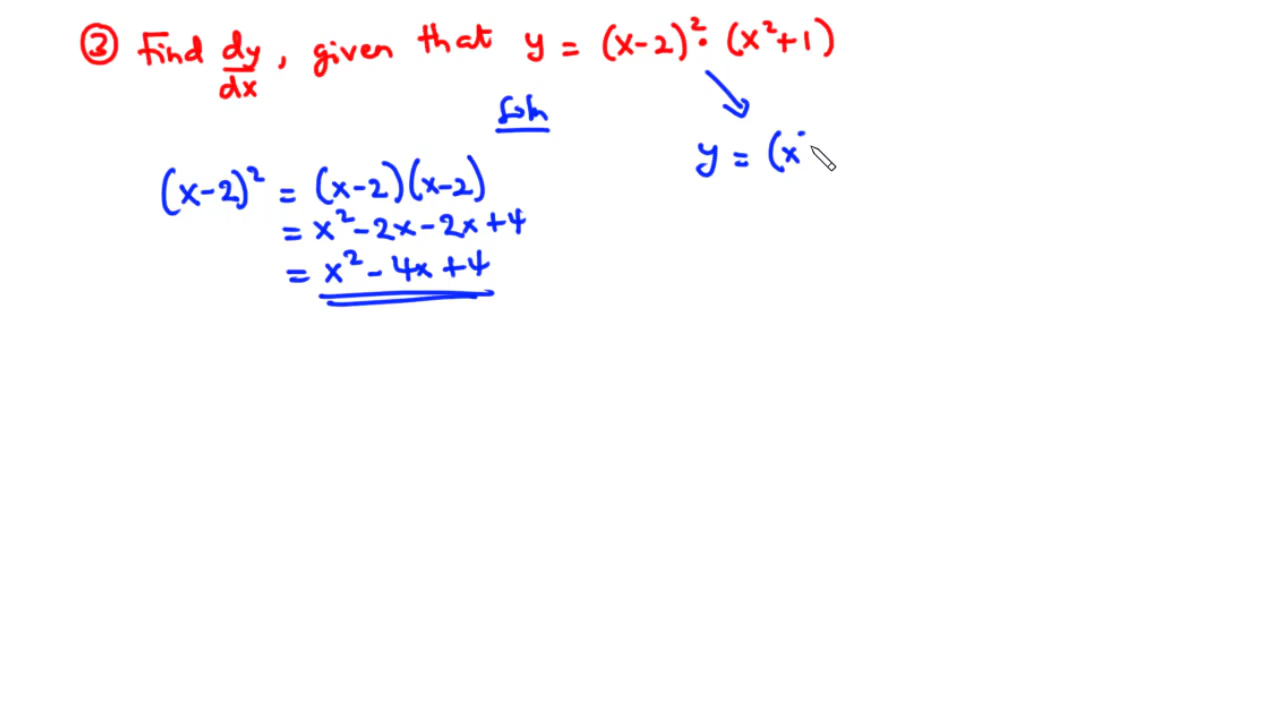 ③ Find dy/dx, given that y = (x-2)²· (x²+1)
Soln
(x-2)² = (x-2)(x-2)
= x² - 2x - 2x + 4
= x² - 4x + 4
y = (x